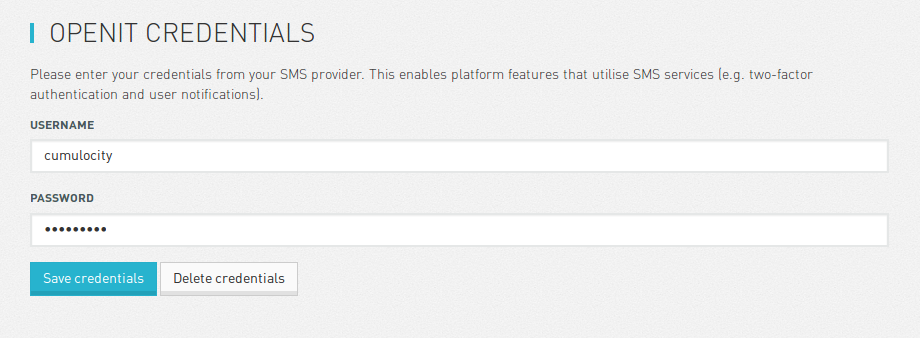 OPENIT CREDENTIALS
Please enter your credentials from your SMS provider. This enables platform features that utilise SMS services (e.g. two-factor
authentication and user notifications).
USERNAME
cumulocity
PASSWORD
•••••••••
Save credentials Delete credentials